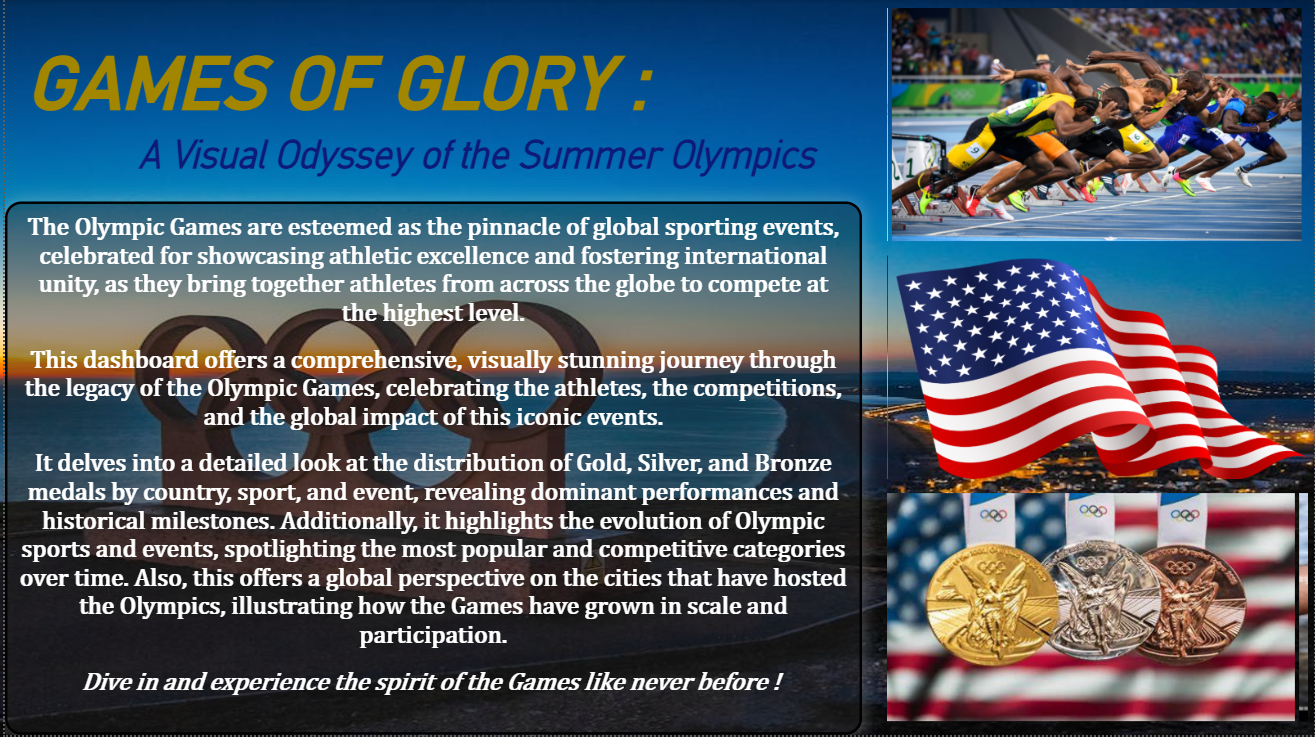 GAMES OF GLORY :
A Visual Odyssey of the Summer Olympics
The Olympic Games are esteemed as the pinnacle of global sporting events,
celebrated for showcasing athletic excellence and fostering international
unity, as they bring together athletes from across the globe to compete at
the highest level.
This dashboard offers a comprehensive, visually stunning journey through
the legacy of the Olympic Games, celebrating the athletes, the competitions,
and the global impact of this iconic events.
It delves into a detailed look at the distribution of Gold, Silver, and Bronze
medals by country, sport, and event, revealing dominant performances and
historical milestones. Additionally, it highlights the evolution of Olympic
sports and events, spotlighting the most popular and competitive categories
over time. Also, this offers a global perspective on the cities that have hosted
the Olympics, illustrating how the Games have grown in scale and
participation.
Dive in and experience the spirit of the Games like never before !
1
9
6